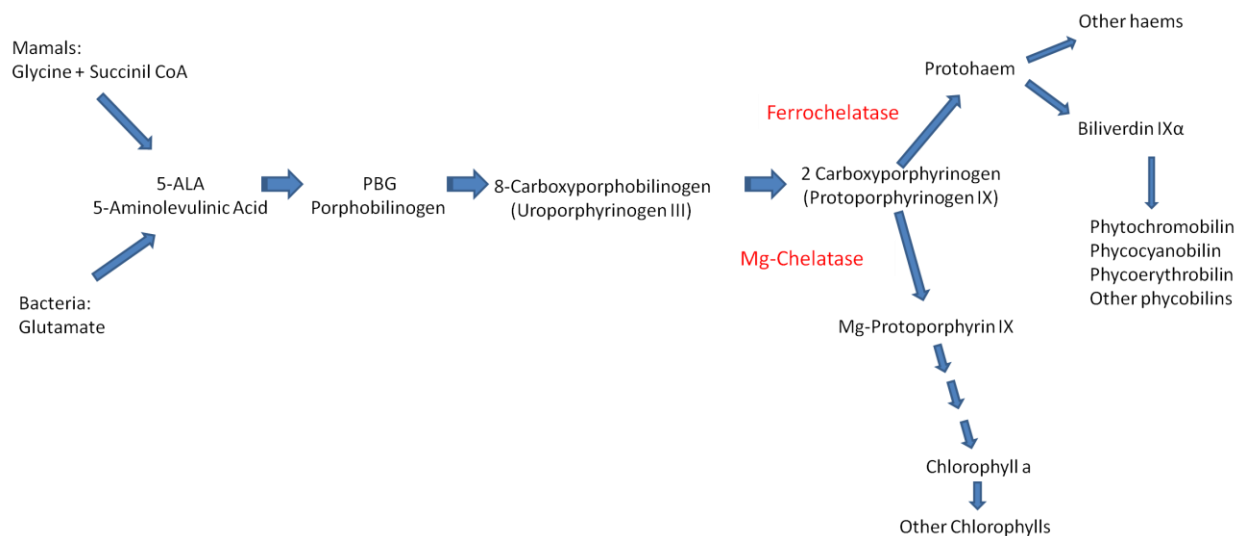 Mamals:
Glycine + Succinil CoA
5-ALA
5-Aminolevulinic Acid
Bacteria:
Glutamate
PBG
Porphobilinogen
8-Carboxyporphobilinogen
(Uroporphyrinogen III)
2 Carboxyporphyrinogen
(Protoporphyrinogen IX)
Ferrochelatase
Protohaem
Other haems
Biliverdin IXα
Phytochromobilin
Phycocyanobilin
Phycoerythrobilin
Other phycobilins
Mg-Chelatase
Mg-Protoporphyrin IX
Chlorophyll a
Other Chlorophylls